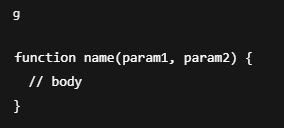 g
function name(param1, param2) {
  // body
}